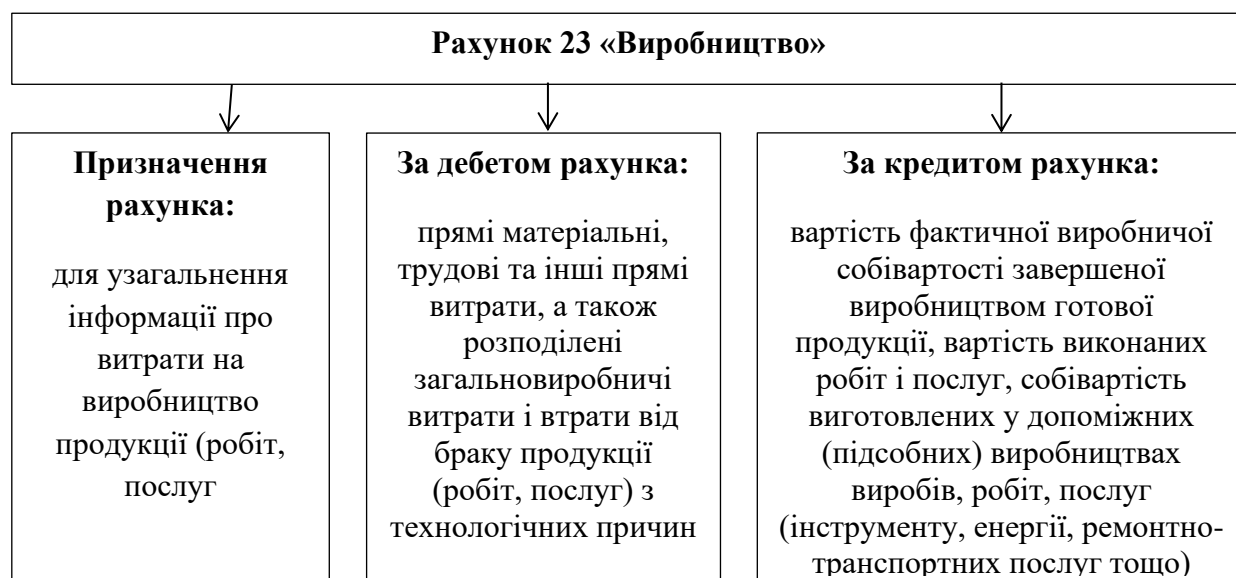 Рахунок 23 «Виробництво»
Призначення
рахунка:
для узагальнення
інформації про
витрати на
виробництво
продукції (робіт,
послуг
За дебетом рахунка:
прямі матеріальні,
трудові та інші прямі
витрати, а також
розподілені
загальновиробничі
витрати і втрати від
браку продукції
(робіт, послуг) з
технологічних причин
За кредитом рахунка:
вартість фактичної виробничої
собівартості завершеної
виробництвом готової
продукції, вартість виконаних
робіт і послуг, собівартість
виготовлених у допоміжних
(підсобних) виробництвах
виробів, робіт, послуг
(інструменту, енергії, ремонтно-
транспортних послуг тощо)